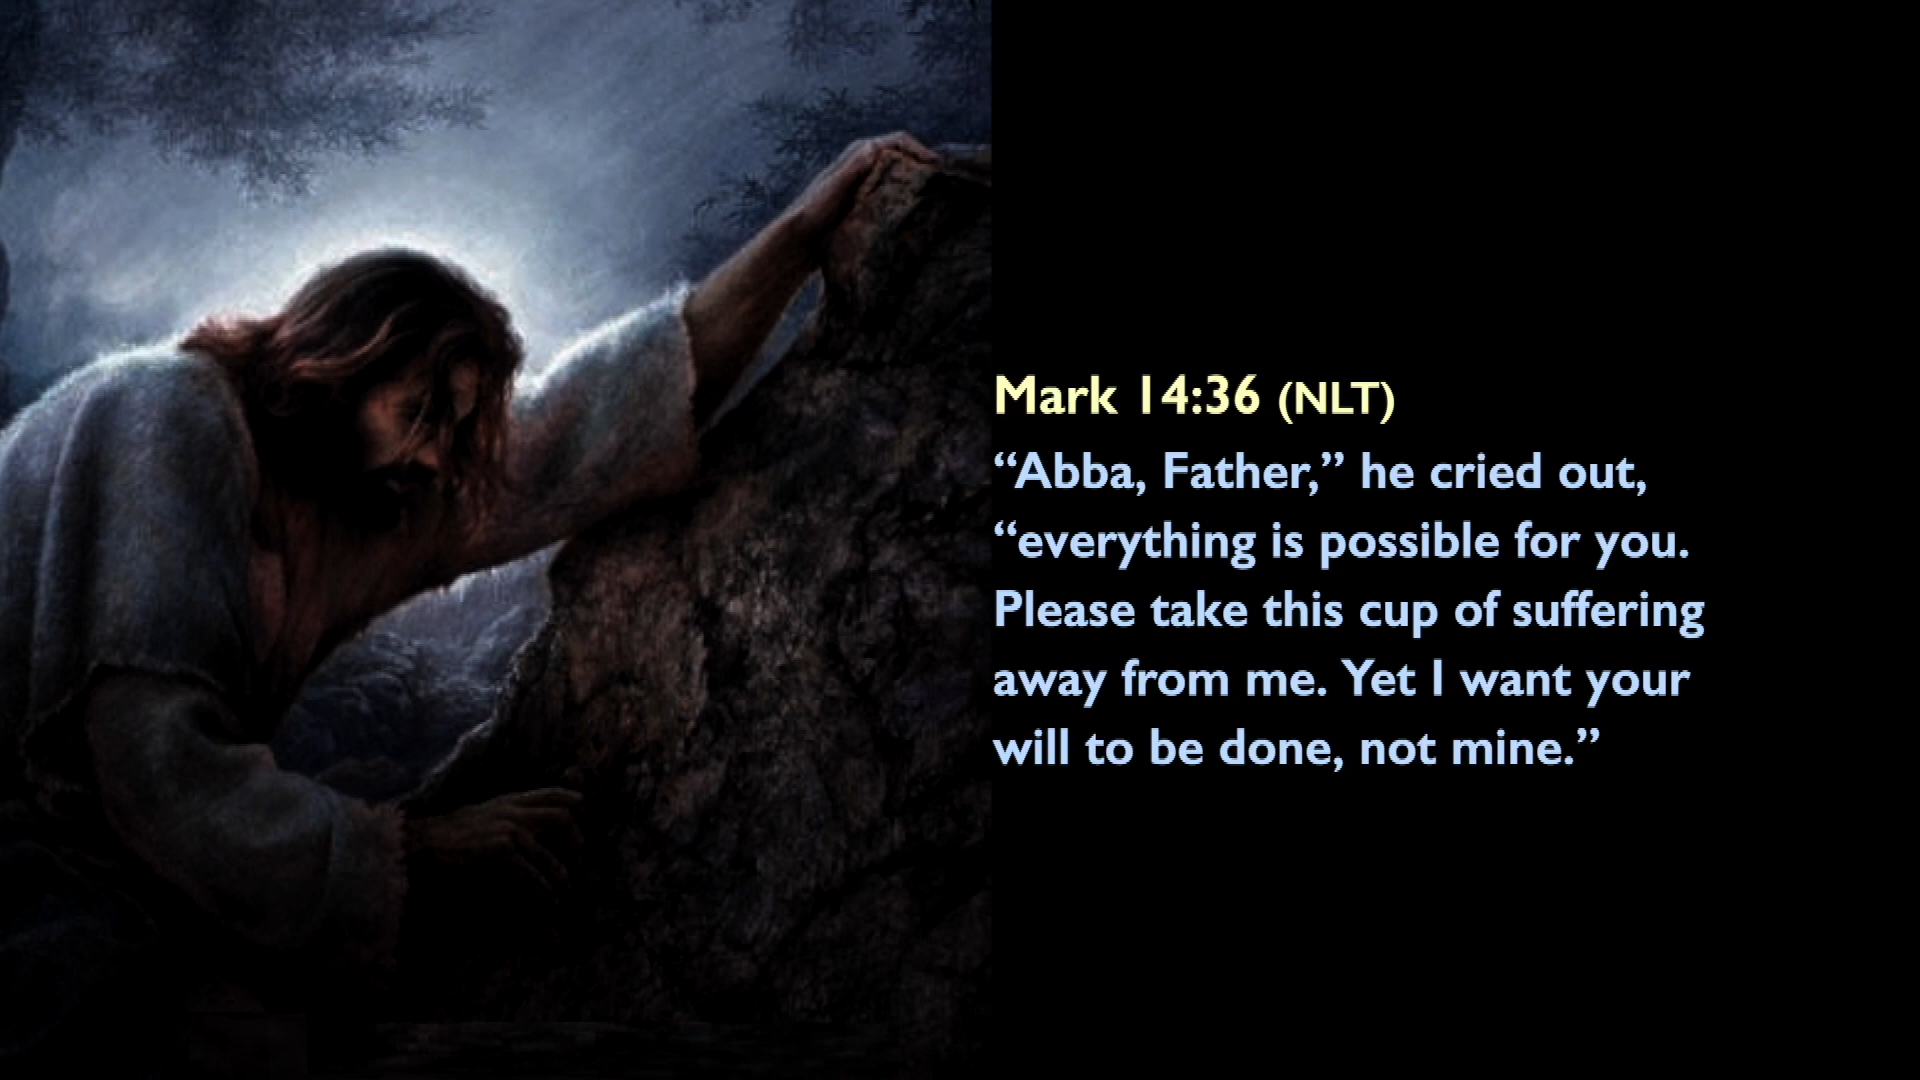 Mark 14:36 (NLT)
“Abba, Father,” he cried out,
“everything is possible for you.
Please take this cup of suffering
away from me. Yet I want your
will to be done, not mine.”